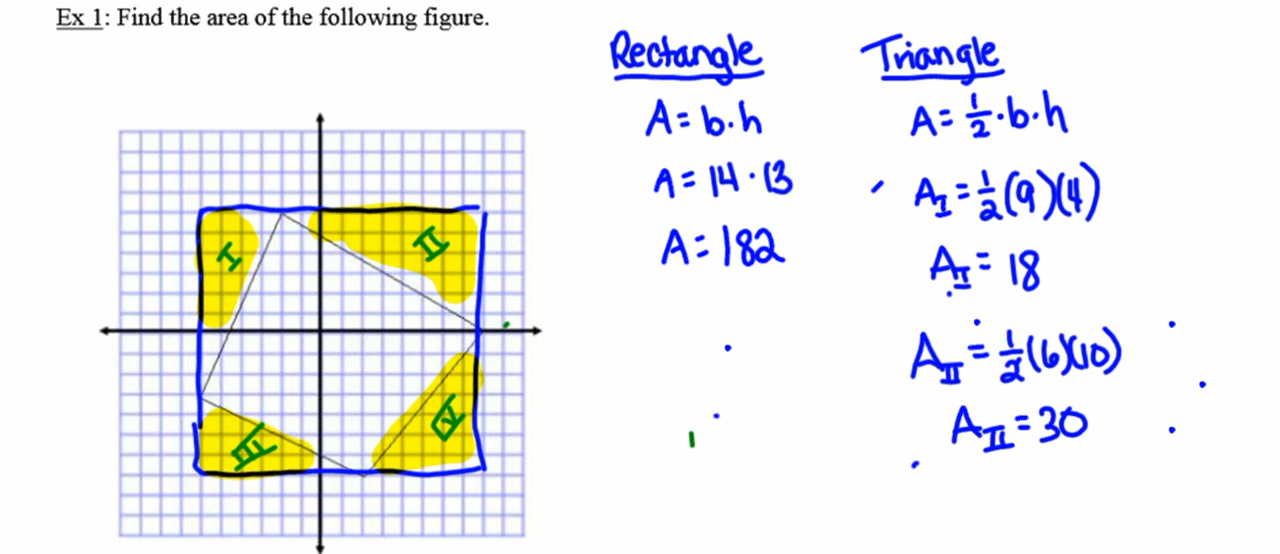 Ex 1: Find the area of the following figure.
Rectangle
A = b·h
A = 14·13
A = 182
Triangle
A = 1/2·b·h
A_I = 1/2(9)(4)
A_I = 18
A_II = 1/2(6)(10)
A_II = 30
I
II
III
IV